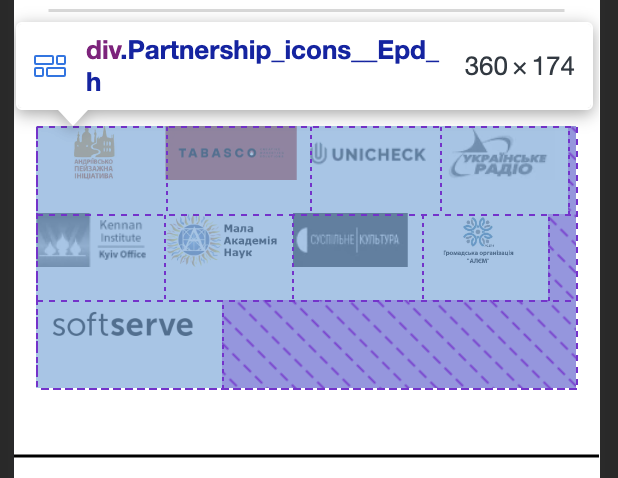 div.Partnership_icons__Epd_
h
360 × 174
АНДРІЇВСЬКО
ПЕЙЗАЖНА
ІНІЦІАТИВА
TABASCO
UNICHECK
УКРАЇНСЬКЕ
РАДІО
Kennan
Institute
Kyiv Office
Мала
Академія
Наук
СУСПІЛЬНЕ КУЛЬТУРА
Громадська організація
"АЛЄМ"
softserve